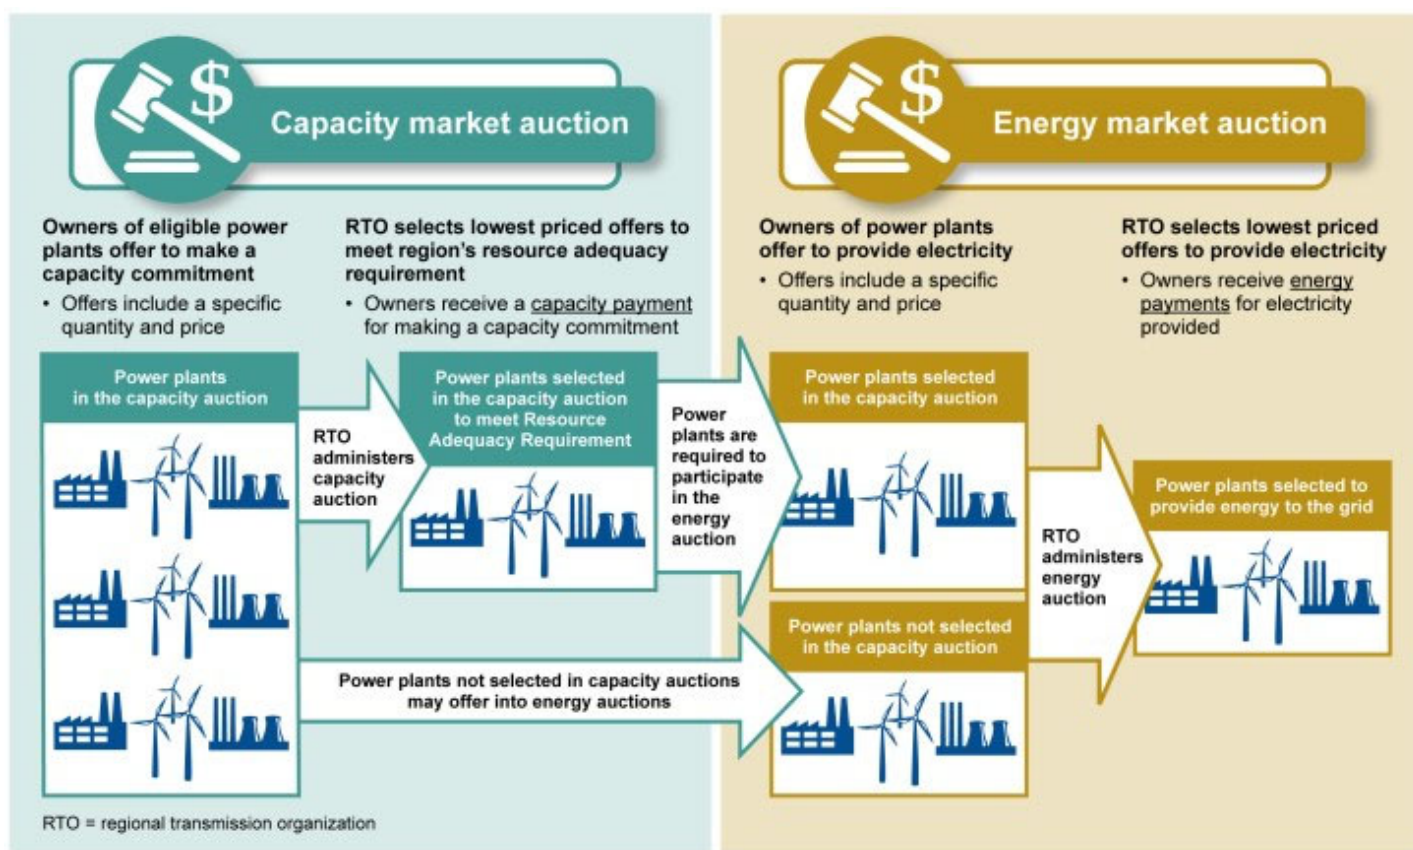 $
Capacity market auction
Owners of eligible power
plants offer to make a
capacity commitment
• Offers include a specific
quantity and price
RTO selects lowest priced offers to
meet region's resource adequacy
requirement
• Owners receive a capacity payment
for making a capacity commitment
Power plants
in the capacity auction
RTO
administers
capacity
auction
Power plants selected
in the capacity auction
to meet Resource
Adequacy Requirement
Power
plants are
required to
participate
in the
energy
auction
Power plants not selected in capacity auctions
may offer into energy auctions
RTO = regional transmission organization
$
Energy market auction
Owners of power plants
offer to provide electricity
• Offers include a specific
quantity and price
RTO selects lowest priced
offers to provide electricity
• Owners receive energy
payments for electricity
provided
Power plants selected
in the capacity auction
Power plants not selected
in the capacity auction
RTO
administers
energy
auction
Power plants selected to
provide energy to the grid